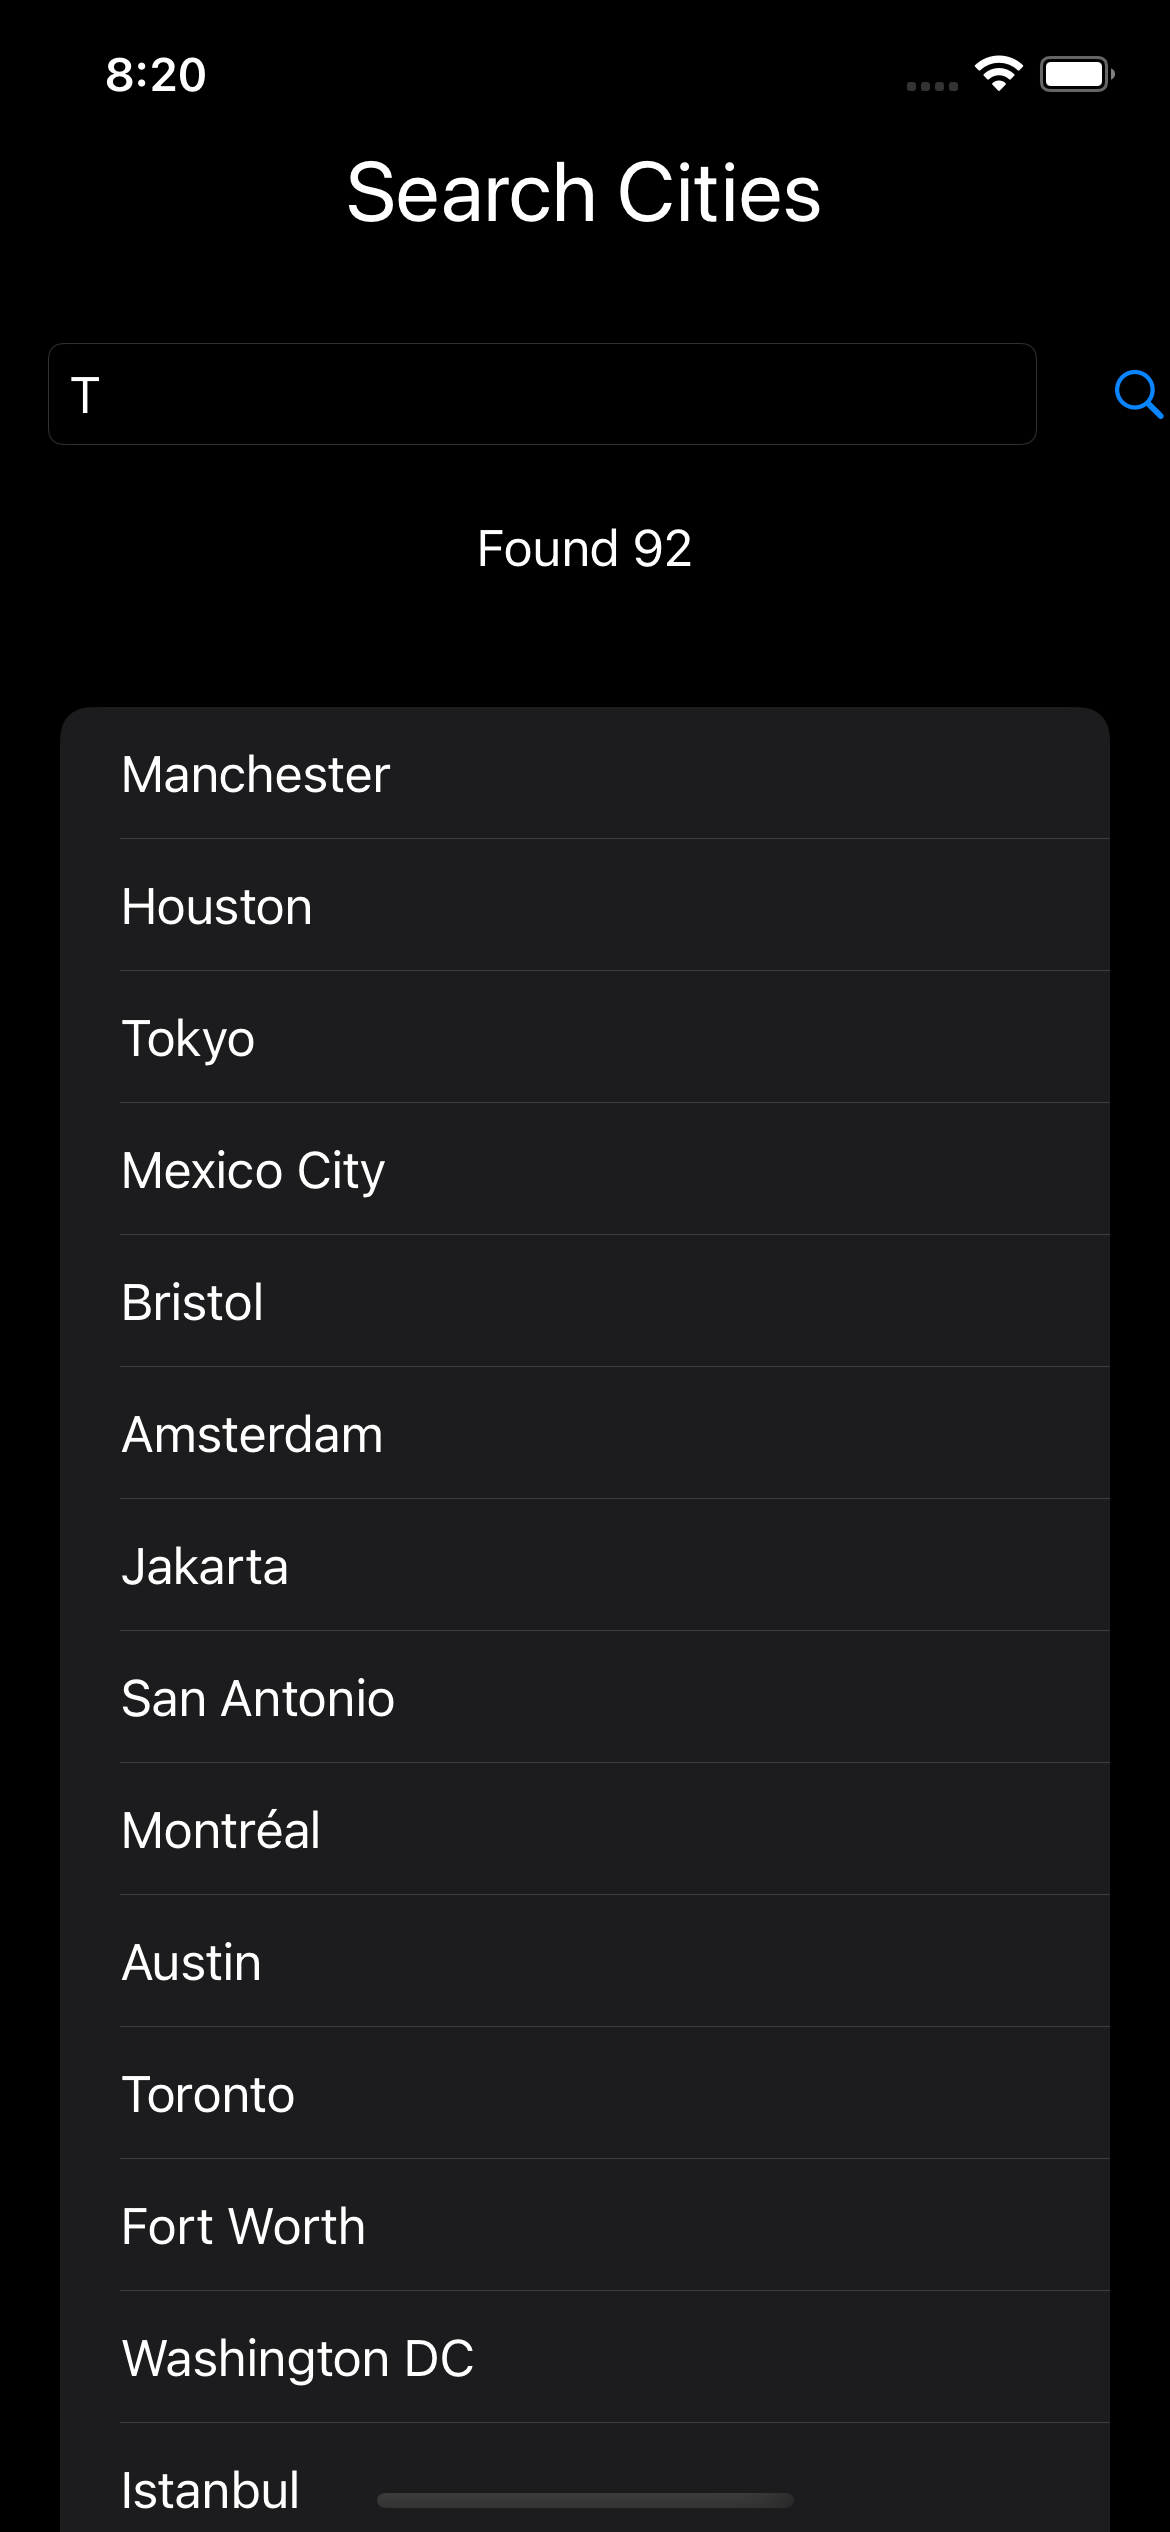 8:20
Search Cities
T
Found 92
Manchester
Houston
Tokyo
Mexico City
Bristol
Amsterdam
Jakarta
San Antonio
Montréal
Austin
Toronto
Fort Worth
Washington DC
Istanbul